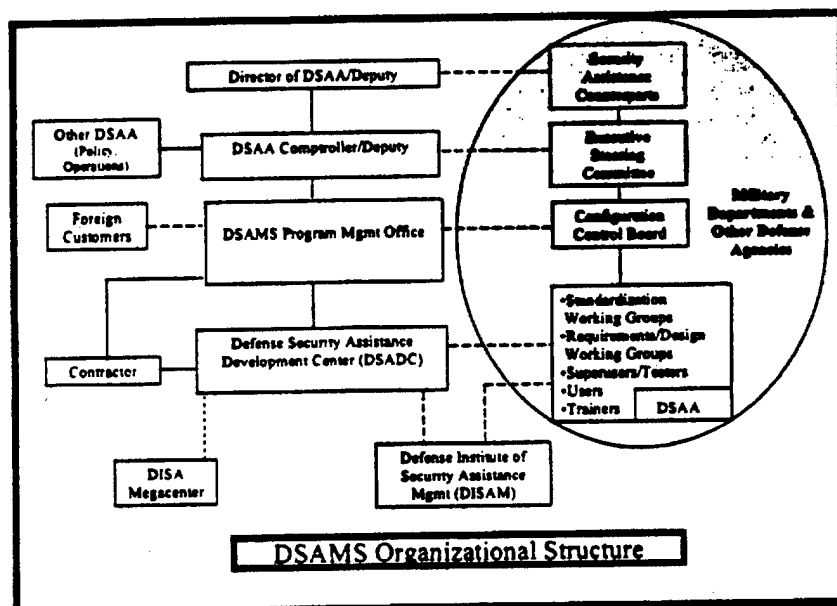 Director of DSAA/Deputy
Security
Assistance
Counterparts
Other DSAA
(Policy,
Operations)
DSAA Comptroller/Deputy
Executive
Steering
Committee
Foreign
Customers
DSAMS Program Mgmt Office
Configuration
Control Board
Military
Departments &
Other Defense
Agencies
Contractor
Defense Security Assistance
Development Center (DSADC)
•Standardization
Working Groups
•Requirements/Design
Working Groups
•Superusers/Testers
•Users
•Trainers
DSAA
DISA
Megacenter
Defense Institute of
Security Assistance
Mgmt (DISAM)
DSAMS Organizational Structure